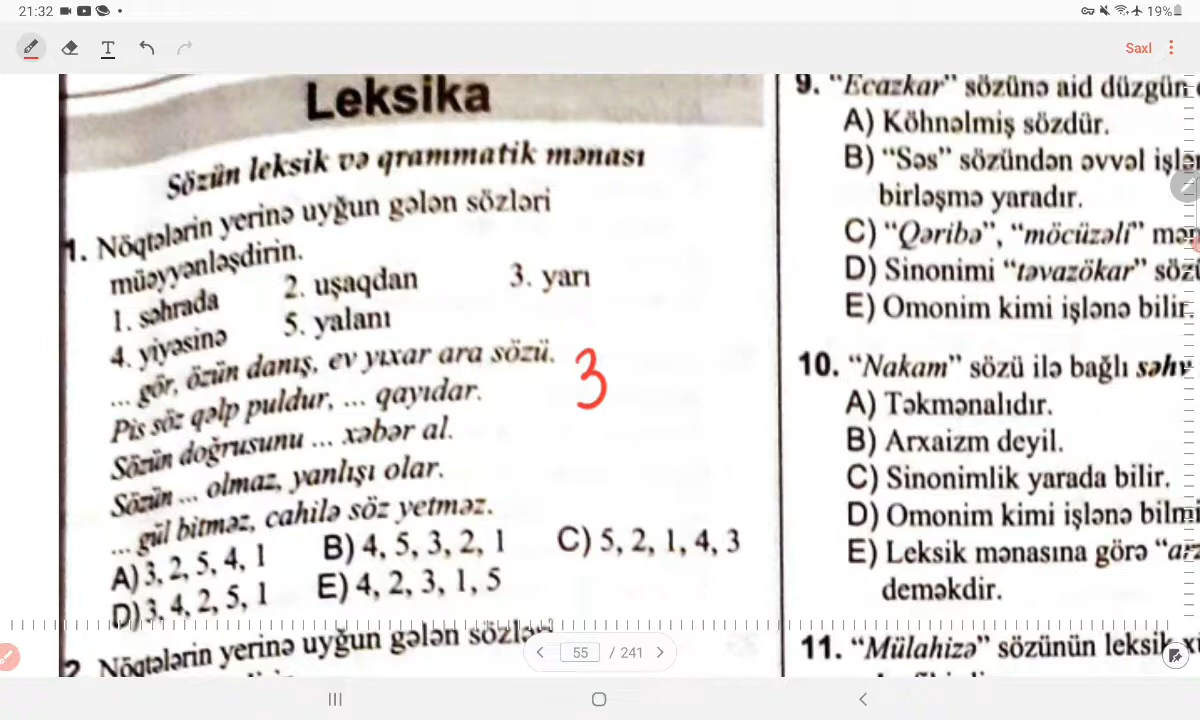 21:32
19%
T
Saxl
Leksika
Sözün leksik və qrammatik mənası
1. Nöqtələrin yerinə uyğun gələn sözləri
müəyyənləşdirin.
1. səhrada 2. uşaqdan 3. yarı
4. yiyəsinə 5. yalanı
... gör, özün danış, ev yıxar ara sözü.
3
Pis söz qəlp puldur, ... qayıdar.
Sözün doğrusunu ... xəbər al.
Sözün ... olmaz, yanlışı olar.
... gül bitməz, cahilə söz yetməz.
A) 3, 2, 5, 4, 1 B) 4, 5, 3, 2, 1 C) 5, 2, 1, 4, 3
D) 3, 4, 2, 5, 1 E) 4, 2, 3, 1, 5
2. Nöqtələrin yerinə uyğun gələn
9. “Ecazkar” sözünə aid düzgün
A) Köhnəlmiş sözdür.
B) “Səs” sözündən əvvəl
birləşmə yaradır.
C) “Qəribə”, “möcüzəli”
D) Sinonimi “təvazökar”
E) Omonim kimi işlənə bilir.
10. “Nakam” sözü ilə bağlı səhv
A) Təkmənalıdır.
B) Arxaizm deyil.
C) Sinonimlik yarada bilir.
D) Omonim kimi işlənə
E) Leksik mənasına görə
deməkdir.
11. “Mülahizə” sözünün leksik
55 / 241